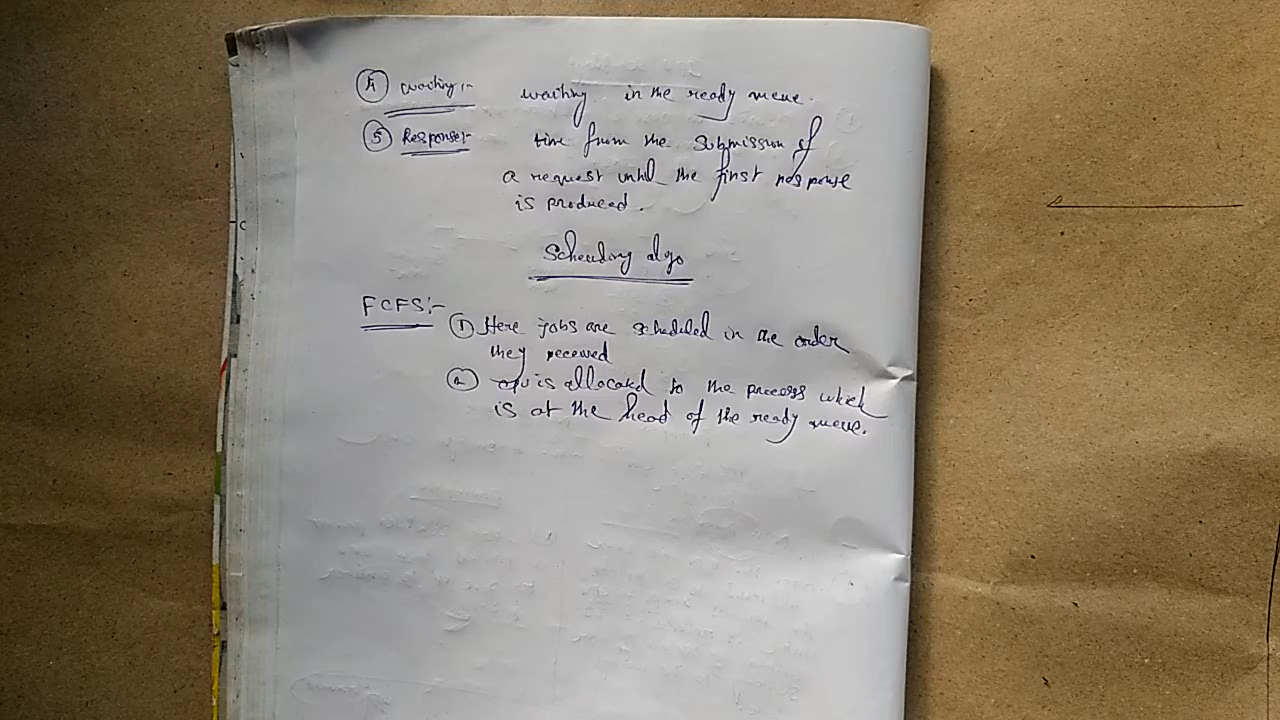 4 Waiting:- waiting in the ready queue.
5 Response:- time from the submission of
a request until the first response
is produced.
Scheduling algo
FCFS:-
1 Here jobs are scheduled in the order
they received
2 cpu is allocated to the process which
is at the head of the ready queue.